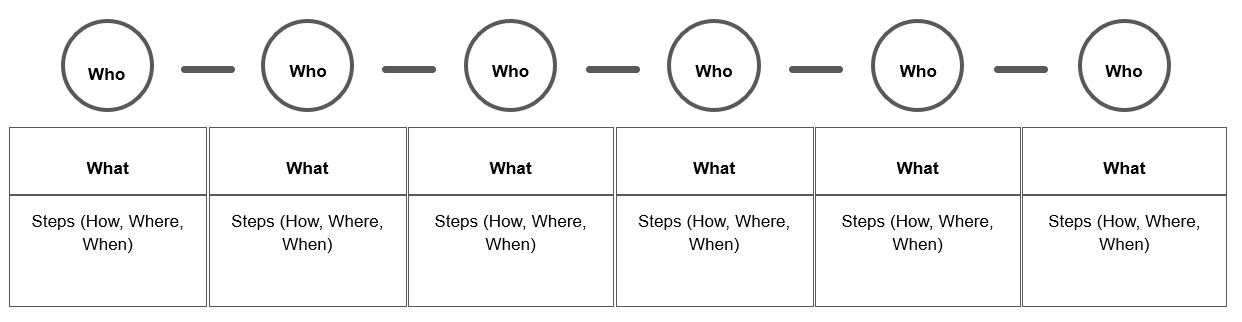 Who Who Who Who Who Who
What What What What What What
Steps (How, Where, Steps (How, Where, Steps (How, Where, Steps (How, Where, Steps (How, Where, Steps (How, Where,
When) When) When) When) When) When)